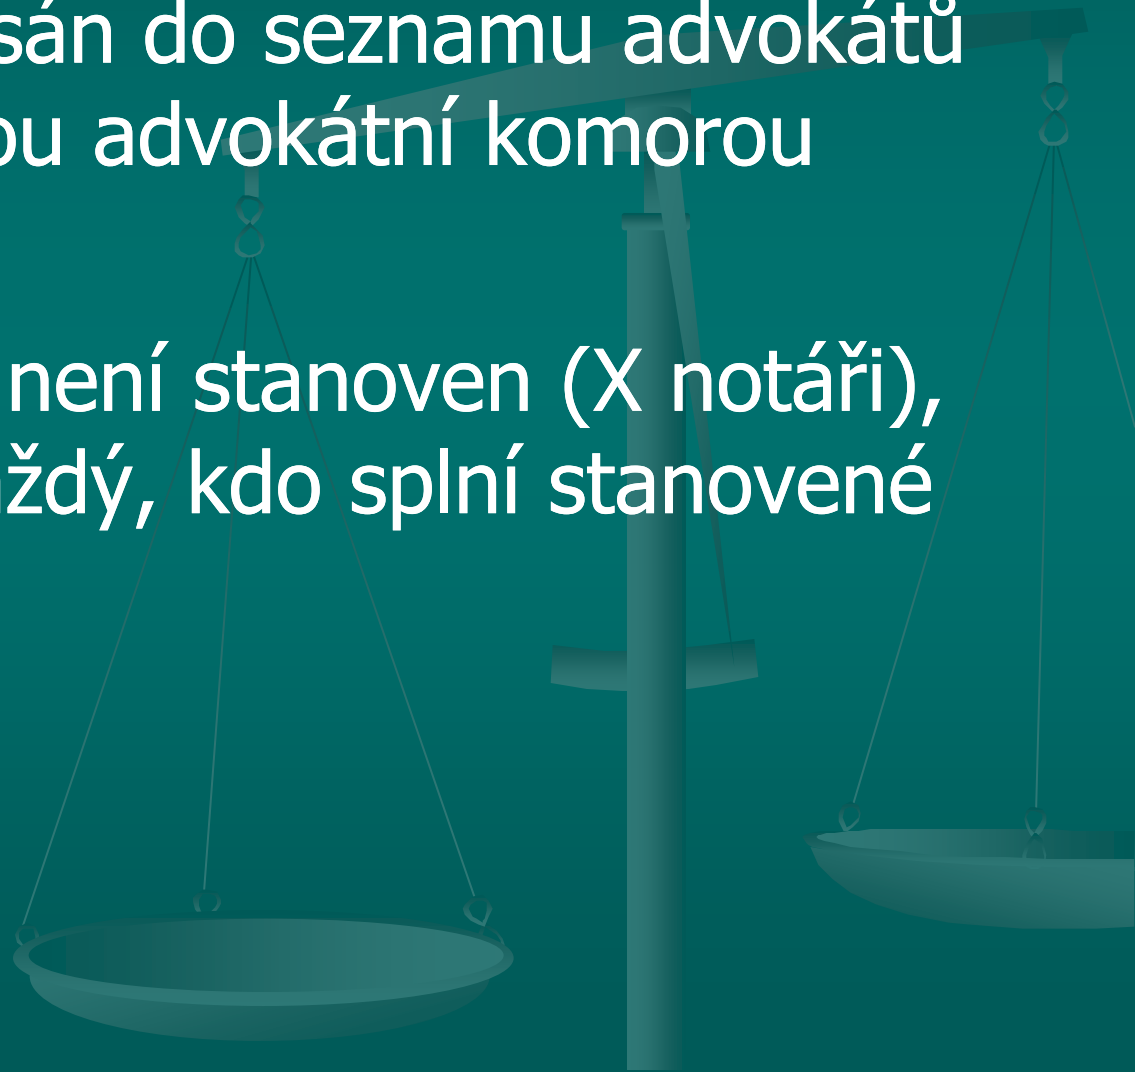 sán do seznamu advokátů
ou advokátní komorou
není stanoven (X notáři),
ždý, kdo splní stanovené